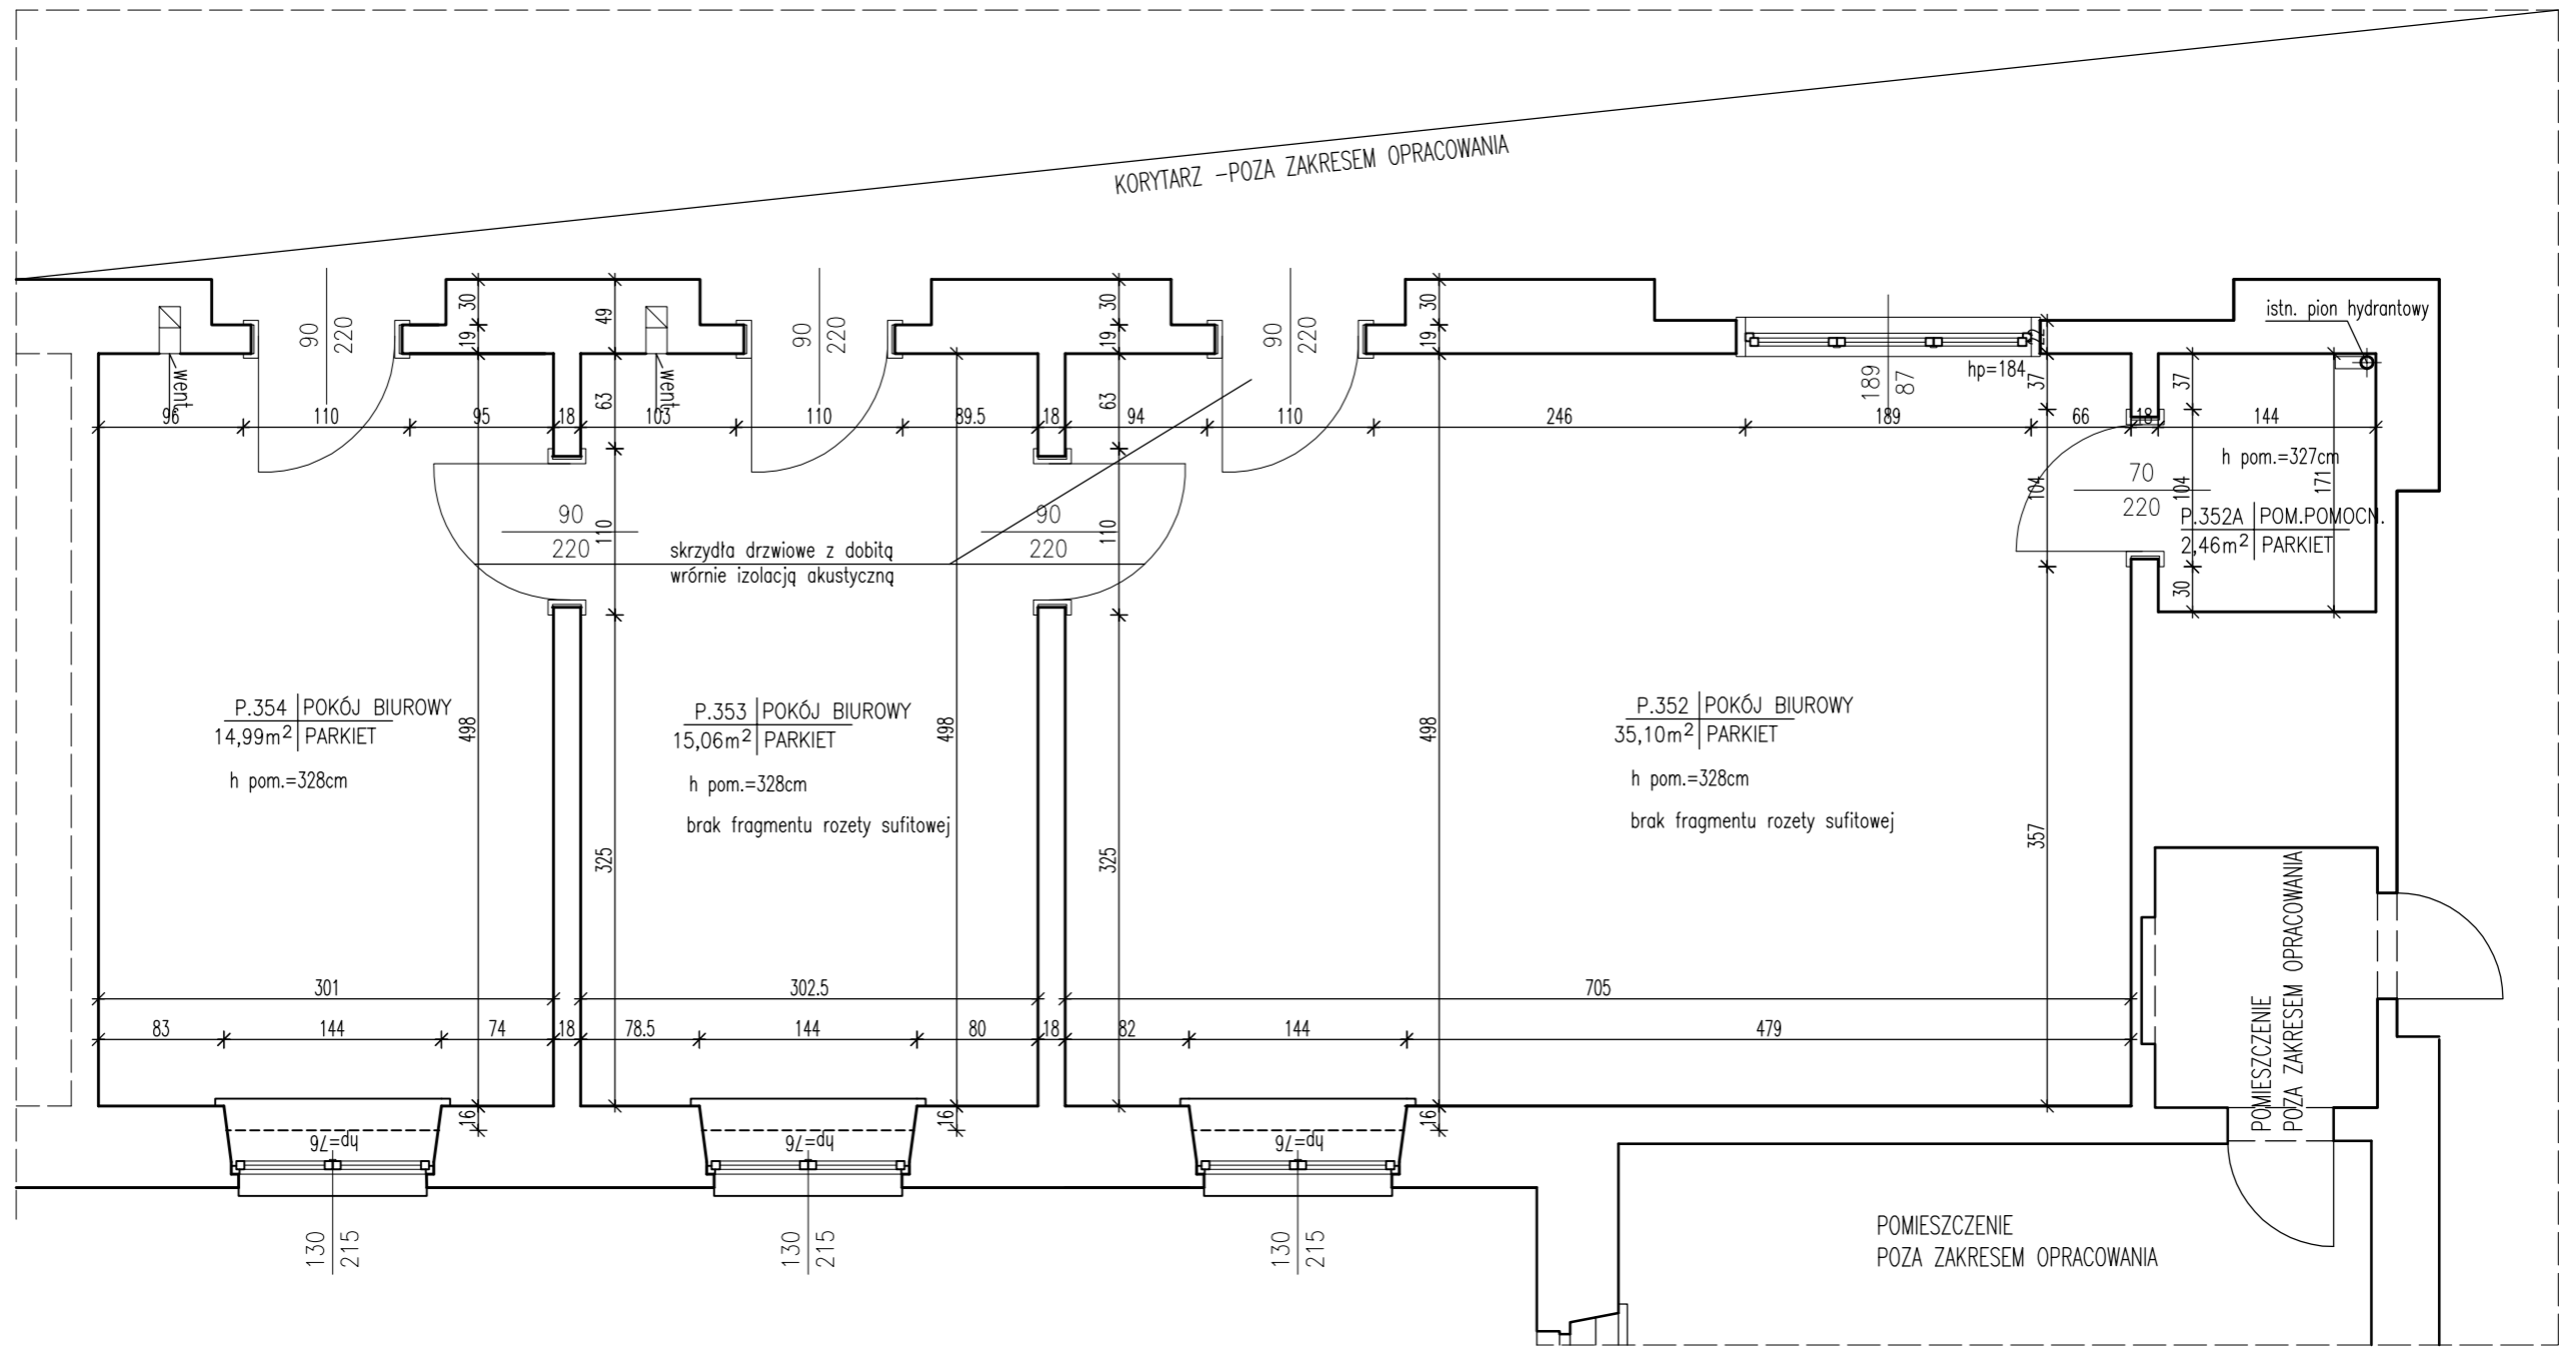 KORYTARZ -POZA ZAKRESEM OPRACOWANIA
istn. pion hydrantowy
90
220
30
19
49
90
220
30
19
90
220
30
19
189
87
22
hp=184
went
went
63
63
37
37
96
110
95
18
103
110
89.5
18
94
110
246
189
66
18
144
h pom.=327cm
171
104
104
70
220
P.352A POM.POMOCN.
2,46m² PARKIET
30
90
220
110
90
220
110
skrzydła drzwiowe z dobitą
wrórnie izolacją akustyczną
P.354 POKÓJ BIUROWY
14,99m² PARKIET
h pom.=328cm
498
P.353 POKÓJ BIUROWY
15,06m² PARKIET
h pom.=328cm
brak fragmentu rozety sufitowej
498
P.352 POKÓJ BIUROWY
35,10m² PARKIET
h pom.=328cm
brak fragmentu rozety sufitowej
498
325
325
357
301
302.5
705
83
144
74
18
78.5
144
80
18
82
144
479
16
16
16
hp=76
hp=76
hp=76
130
215
130
215
130
215
POMIESZCZENIE
POZA ZAKRESEM OPRACOWANIA
POMIESZCZENIE
POZA ZAKRESEM OPRACOWANIA